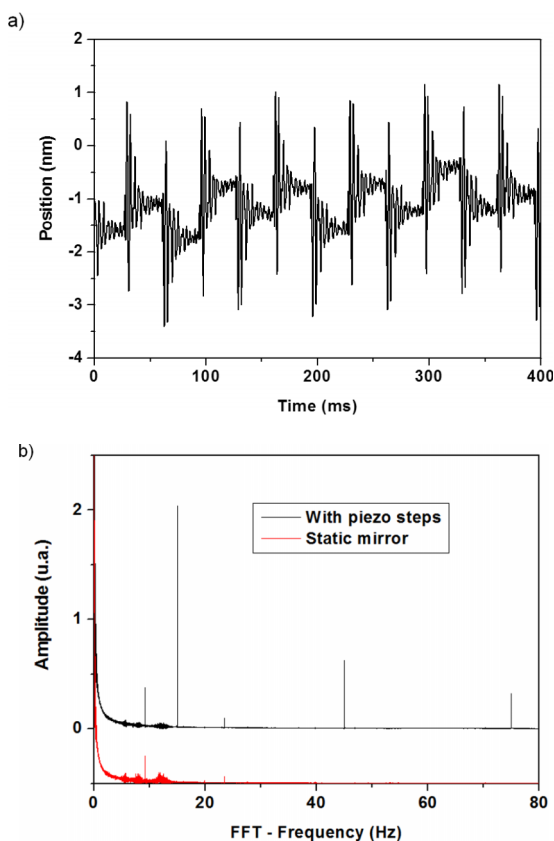 a)
2
1
0
-1
-2
-3
-4
Position (nm)
0 100 200 300 400
Time (ms)
b)
2
1
0
Amplitude (u.a.)
With piezo steps
Static mirror
0 20 40 60 80
FFT - Frequency (Hz)